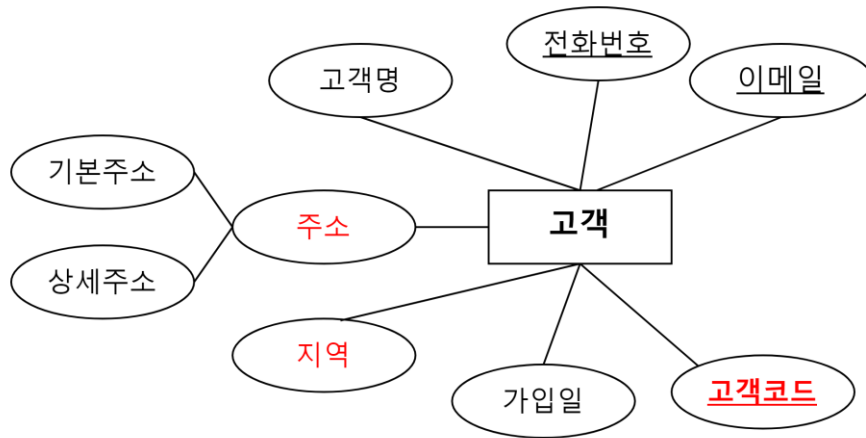 전화번호
고객명
이메일
기본주소
주소
고객
상세주소
지역
가입일
고객코드